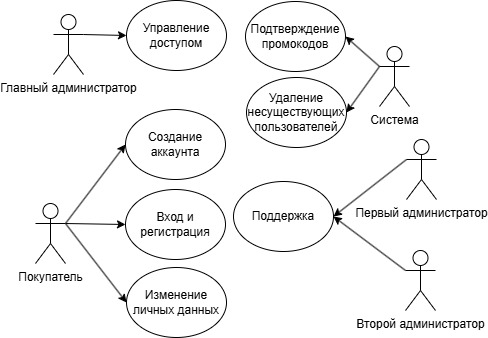 Управление
доступом
Главный администратор
Подтверждение
промокодов
Удаление
несуществующих
пользователей
Система
Создание
аккаунта
Вход и
регистрация
Изменение
личных данных
Покупатель
Поддержка
Первый администратор
Второй администратор